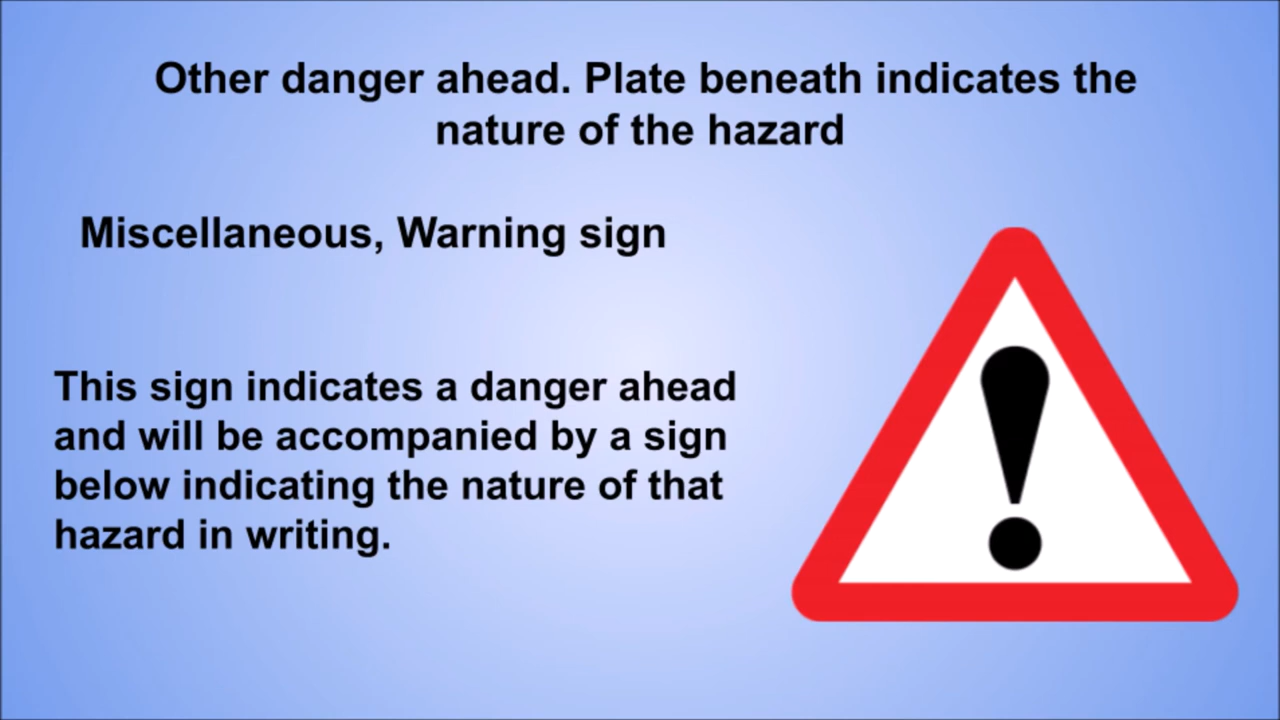 Other danger ahead. Plate beneath indicates the
nature of the hazard
Miscellaneous, Warning sign
This sign indicates a danger ahead
and will be accompanied by a sign
below indicating the nature of that
hazard in writing.
!